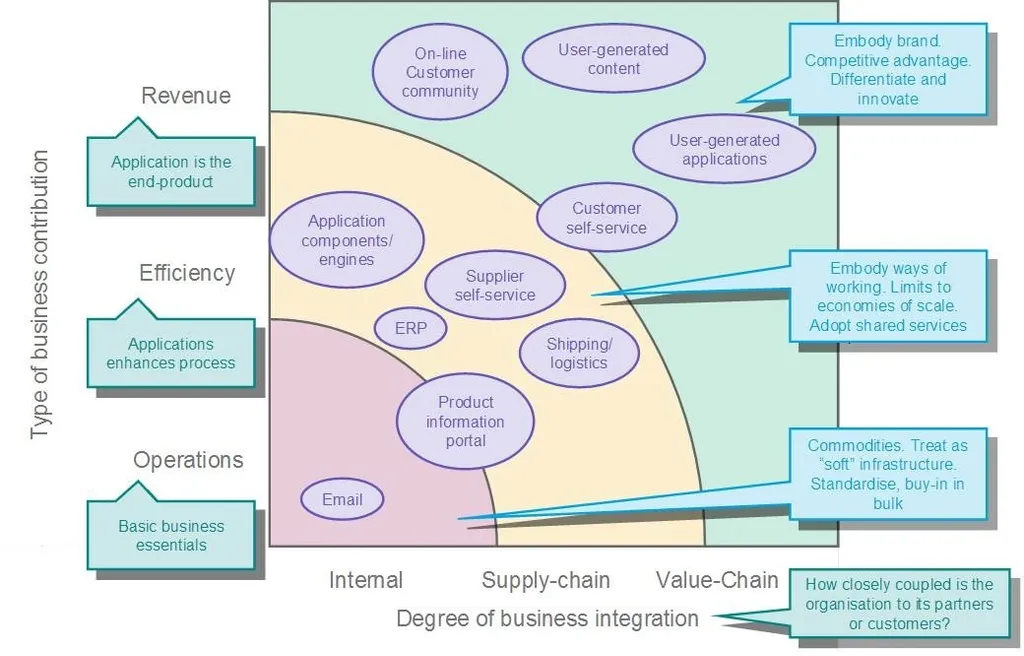 On-line
Customer
community
User-generated
content
Embody brand.
Competitive advantage.
Differentiate and
innovate
Revenue
Application is the
end-product
User-generated
applications
Type of business contribution
Application
components/
engines
Customer
self-service
Efficiency
Supplier
self-service
Embody ways of
working. Limits to
economies of scale.
Adopt shared services
Applications
enhances process
ERP
Shipping/
logistics
Product
information
portal
Operations
Commodities. Treat as
“soft” infrastructure.
Standardise, buy-in in
bulk
Email
Basic business
essentials
Internal
Supply-chain
Value-Chain
Degree of business integration
How closely coupled is the
organisation to its partners
or customers?